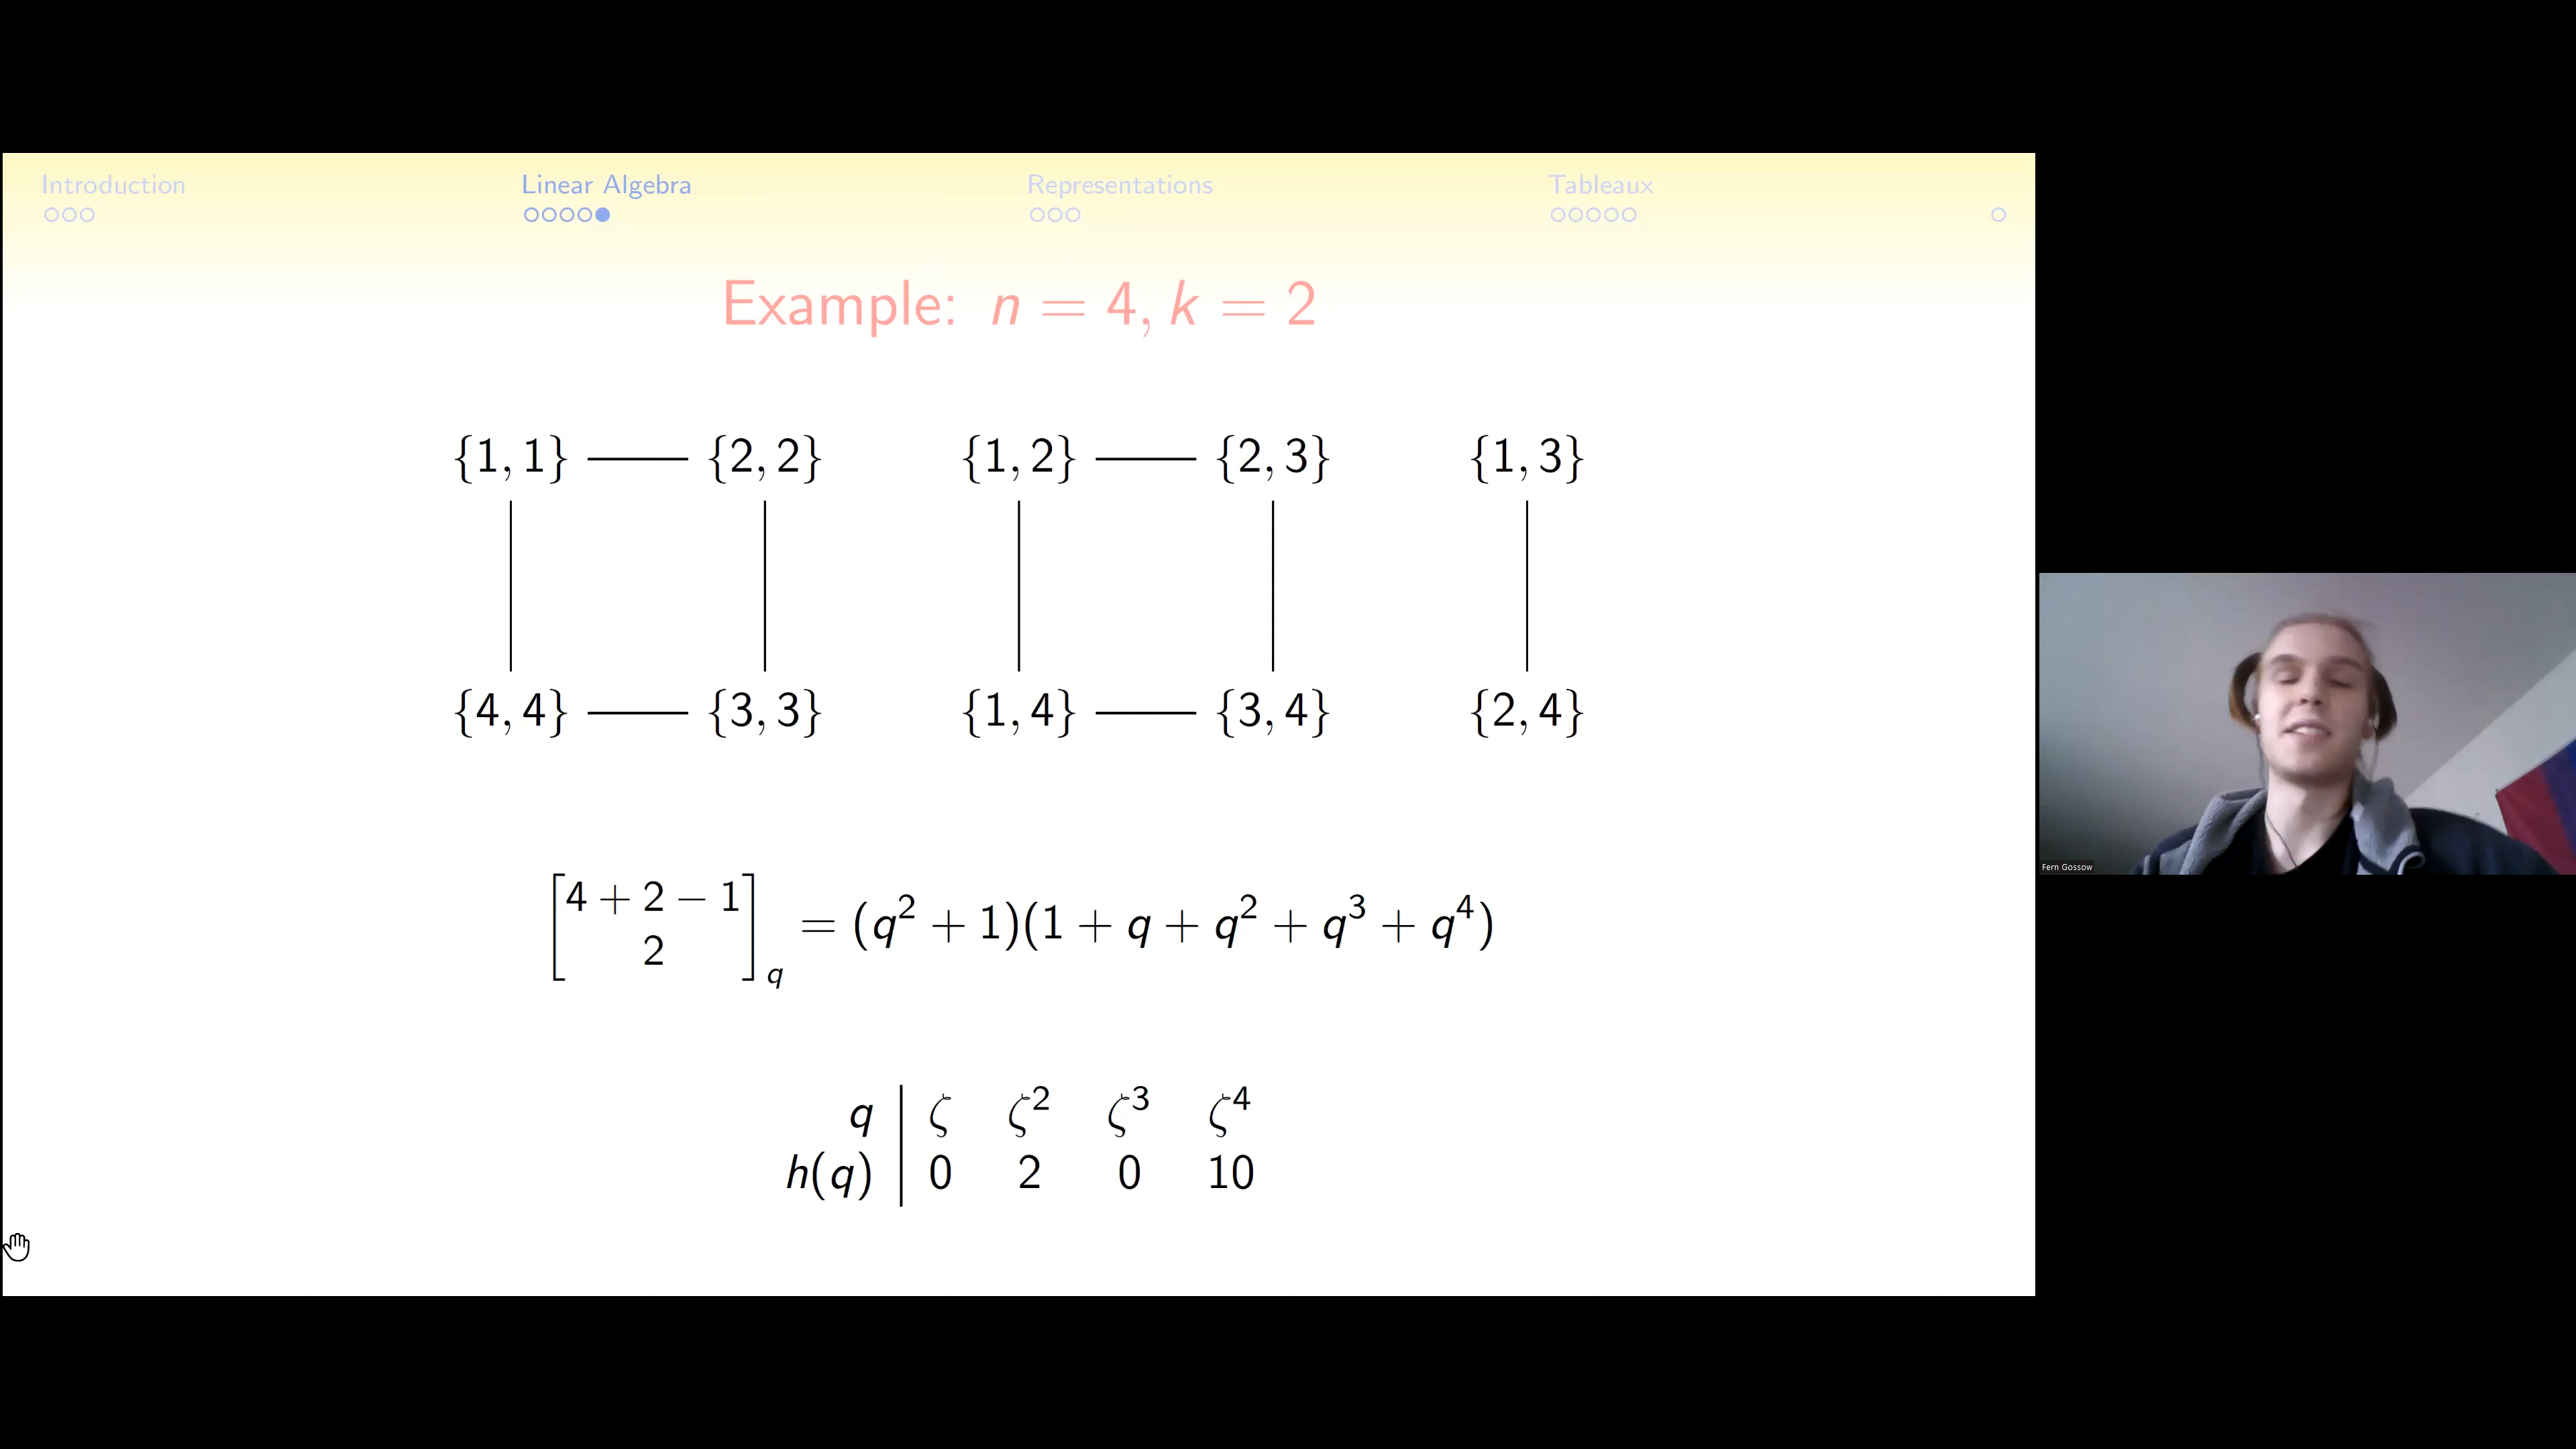 Introduction Linear Algebra Representations Tableaux
Example: n = 4, k = 2
{1, 1} {2, 2} {1, 2} {2, 3} {1, 3}
{4, 4} {3, 3} {1, 4} {3, 4} {2, 4}
[4 + 2 − 1
2]_q = (q² + 1)(1 + q + q² + q³ + q⁴)
q ζ ζ² ζ³ ζ⁴
h(q) 0 2 0 10
Fern Gossow